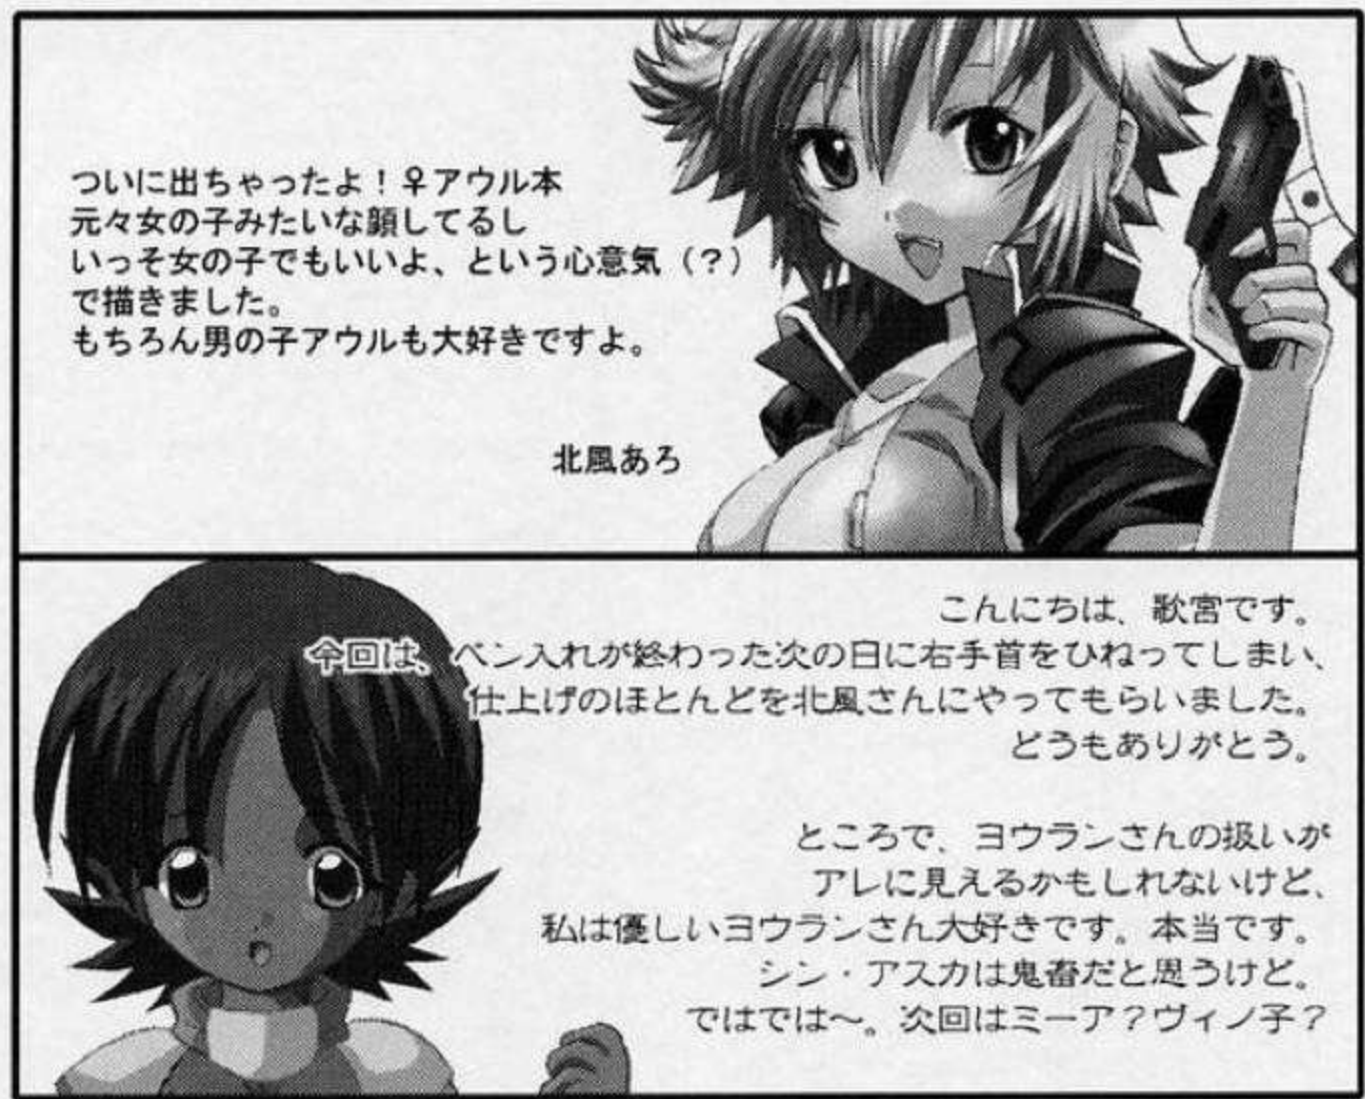 ついに出ちゃったよ！♀アウル本
元々女の子みたいな顔してるし
いっそ女の子でもいいよ、という心意気（？）
で描きました。
もちろん男の子アウルも大好きですよ。
北風あろ
こんにちは、歌宮です。
今回は、ペン入れが終わった次の日に右手首をひねってしまい、
仕上げのほとんどを北風さんにやってもらいました。
どうもありがとう。
ところで、ヨウランさんの扱いが
アレに見えるかもしれないけど、
私は優しいヨウランさん大好きです。本当です。
シン・アスカは鬼畜だと思うけど。
ではでは～。次回はミーア？ヴィノ子？